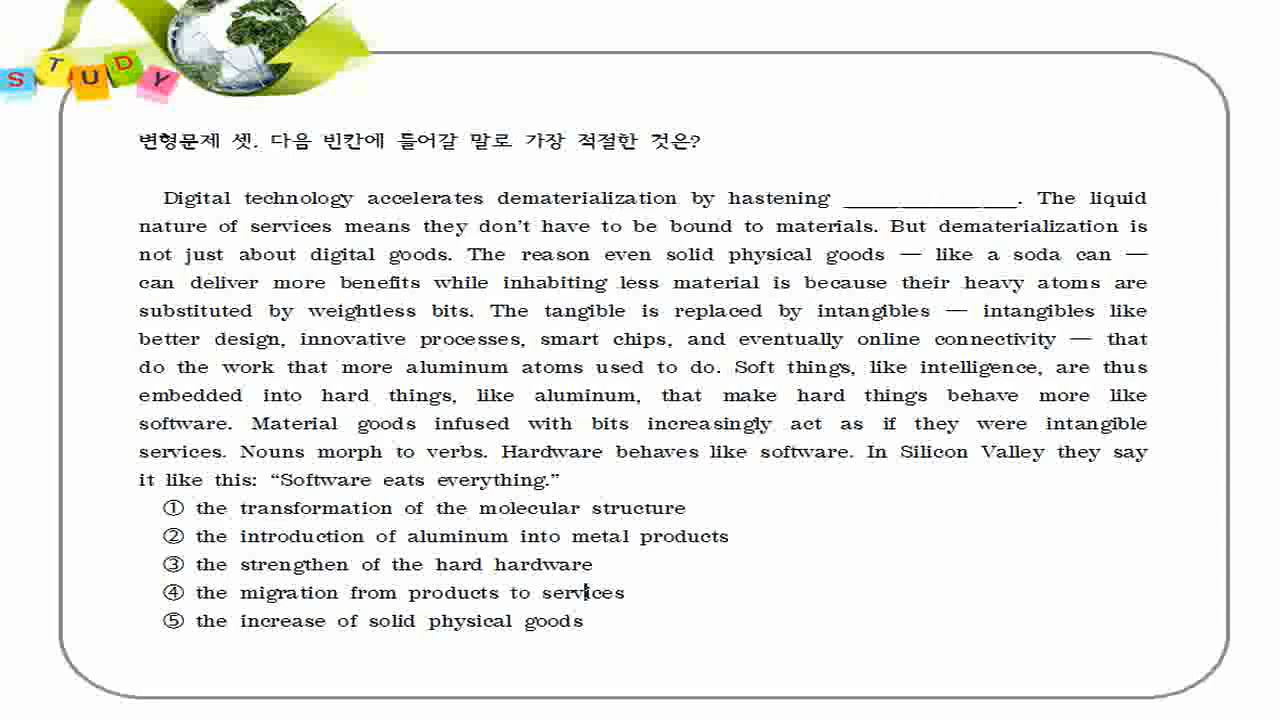 STUDY
변형문제 셋. 다음 빈칸에 들어갈 말로 가장 적절한 것은?
Digital technology accelerates dematerialization by hastening ________________. The liquid
nature of services means they don't have to be bound to materials. But dematerialization is
not just about digital goods. The reason even solid physical goods — like a soda can —
can deliver more benefits while inhabiting less material is because their heavy atoms are
substituted by weightless bits. The tangible is replaced by intangibles — intangibles like
better design, innovative processes, smart chips, and eventually online connectivity — that
do the work that more aluminum atoms used to do. Soft things, like intelligence, are thus
embedded into hard things, like aluminum, that make hard things behave more like
software. Material goods infused with bits increasingly act as if they were intangible
services. Nouns morph to verbs. Hardware behaves like software. In Silicon Valley they say
it like this: “Software eats everything.”
① the transformation of the molecular structure
② the introduction of aluminum into metal products
③ the strengthen of the hard hardware
④ the migration from products to services
⑤ the increase of solid physical goods